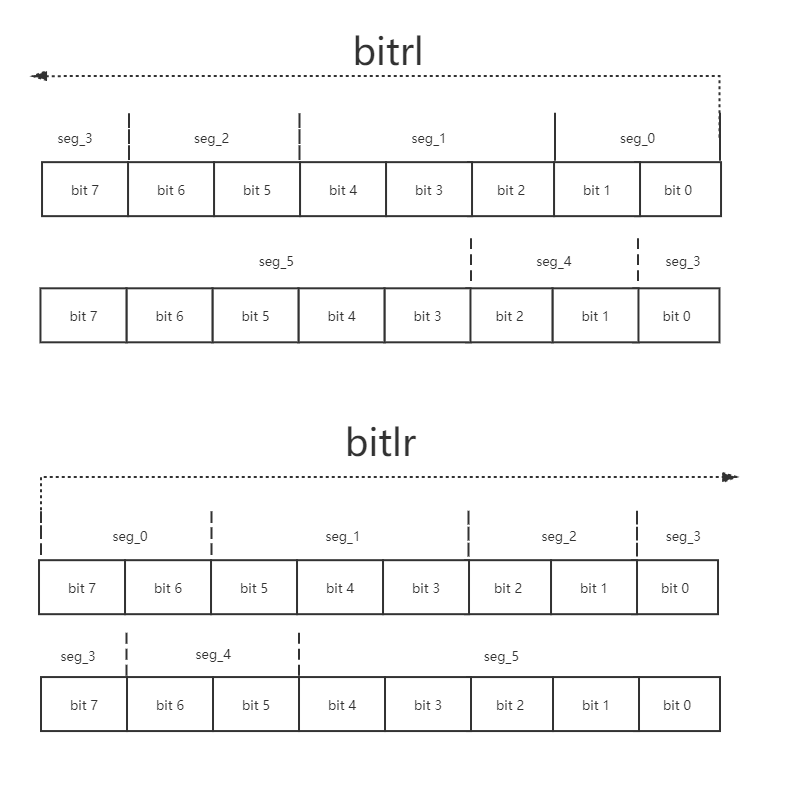 bitrl
seg_3 seg_2 seg_1 seg_0
bit 7 bit 6 bit 5 bit 4 bit 3 bit 2 bit 1 bit 0
seg_5 seg_4 seg_3
bit 7 bit 6 bit 5 bit 4 bit 3 bit 2 bit 1 bit 0
bitlr
seg_0 seg_1 seg_2 seg_3
bit 7 bit 6 bit 5 bit 4 bit 3 bit 2 bit 1 bit 0
seg_3 seg_4 seg_5
bit 7 bit 6 bit 5 bit 4 bit 3 bit 2 bit 1 bit 0